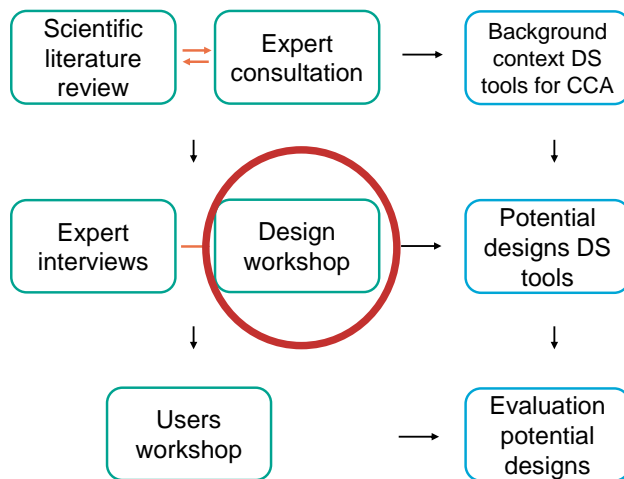 Scientific
literature
review
Expert
consultation
Background
context DS
tools for CCA
Expert
interviews
Design
workshop
Potential
designs DS
tools
Users
workshop
Evaluation
potential
designs